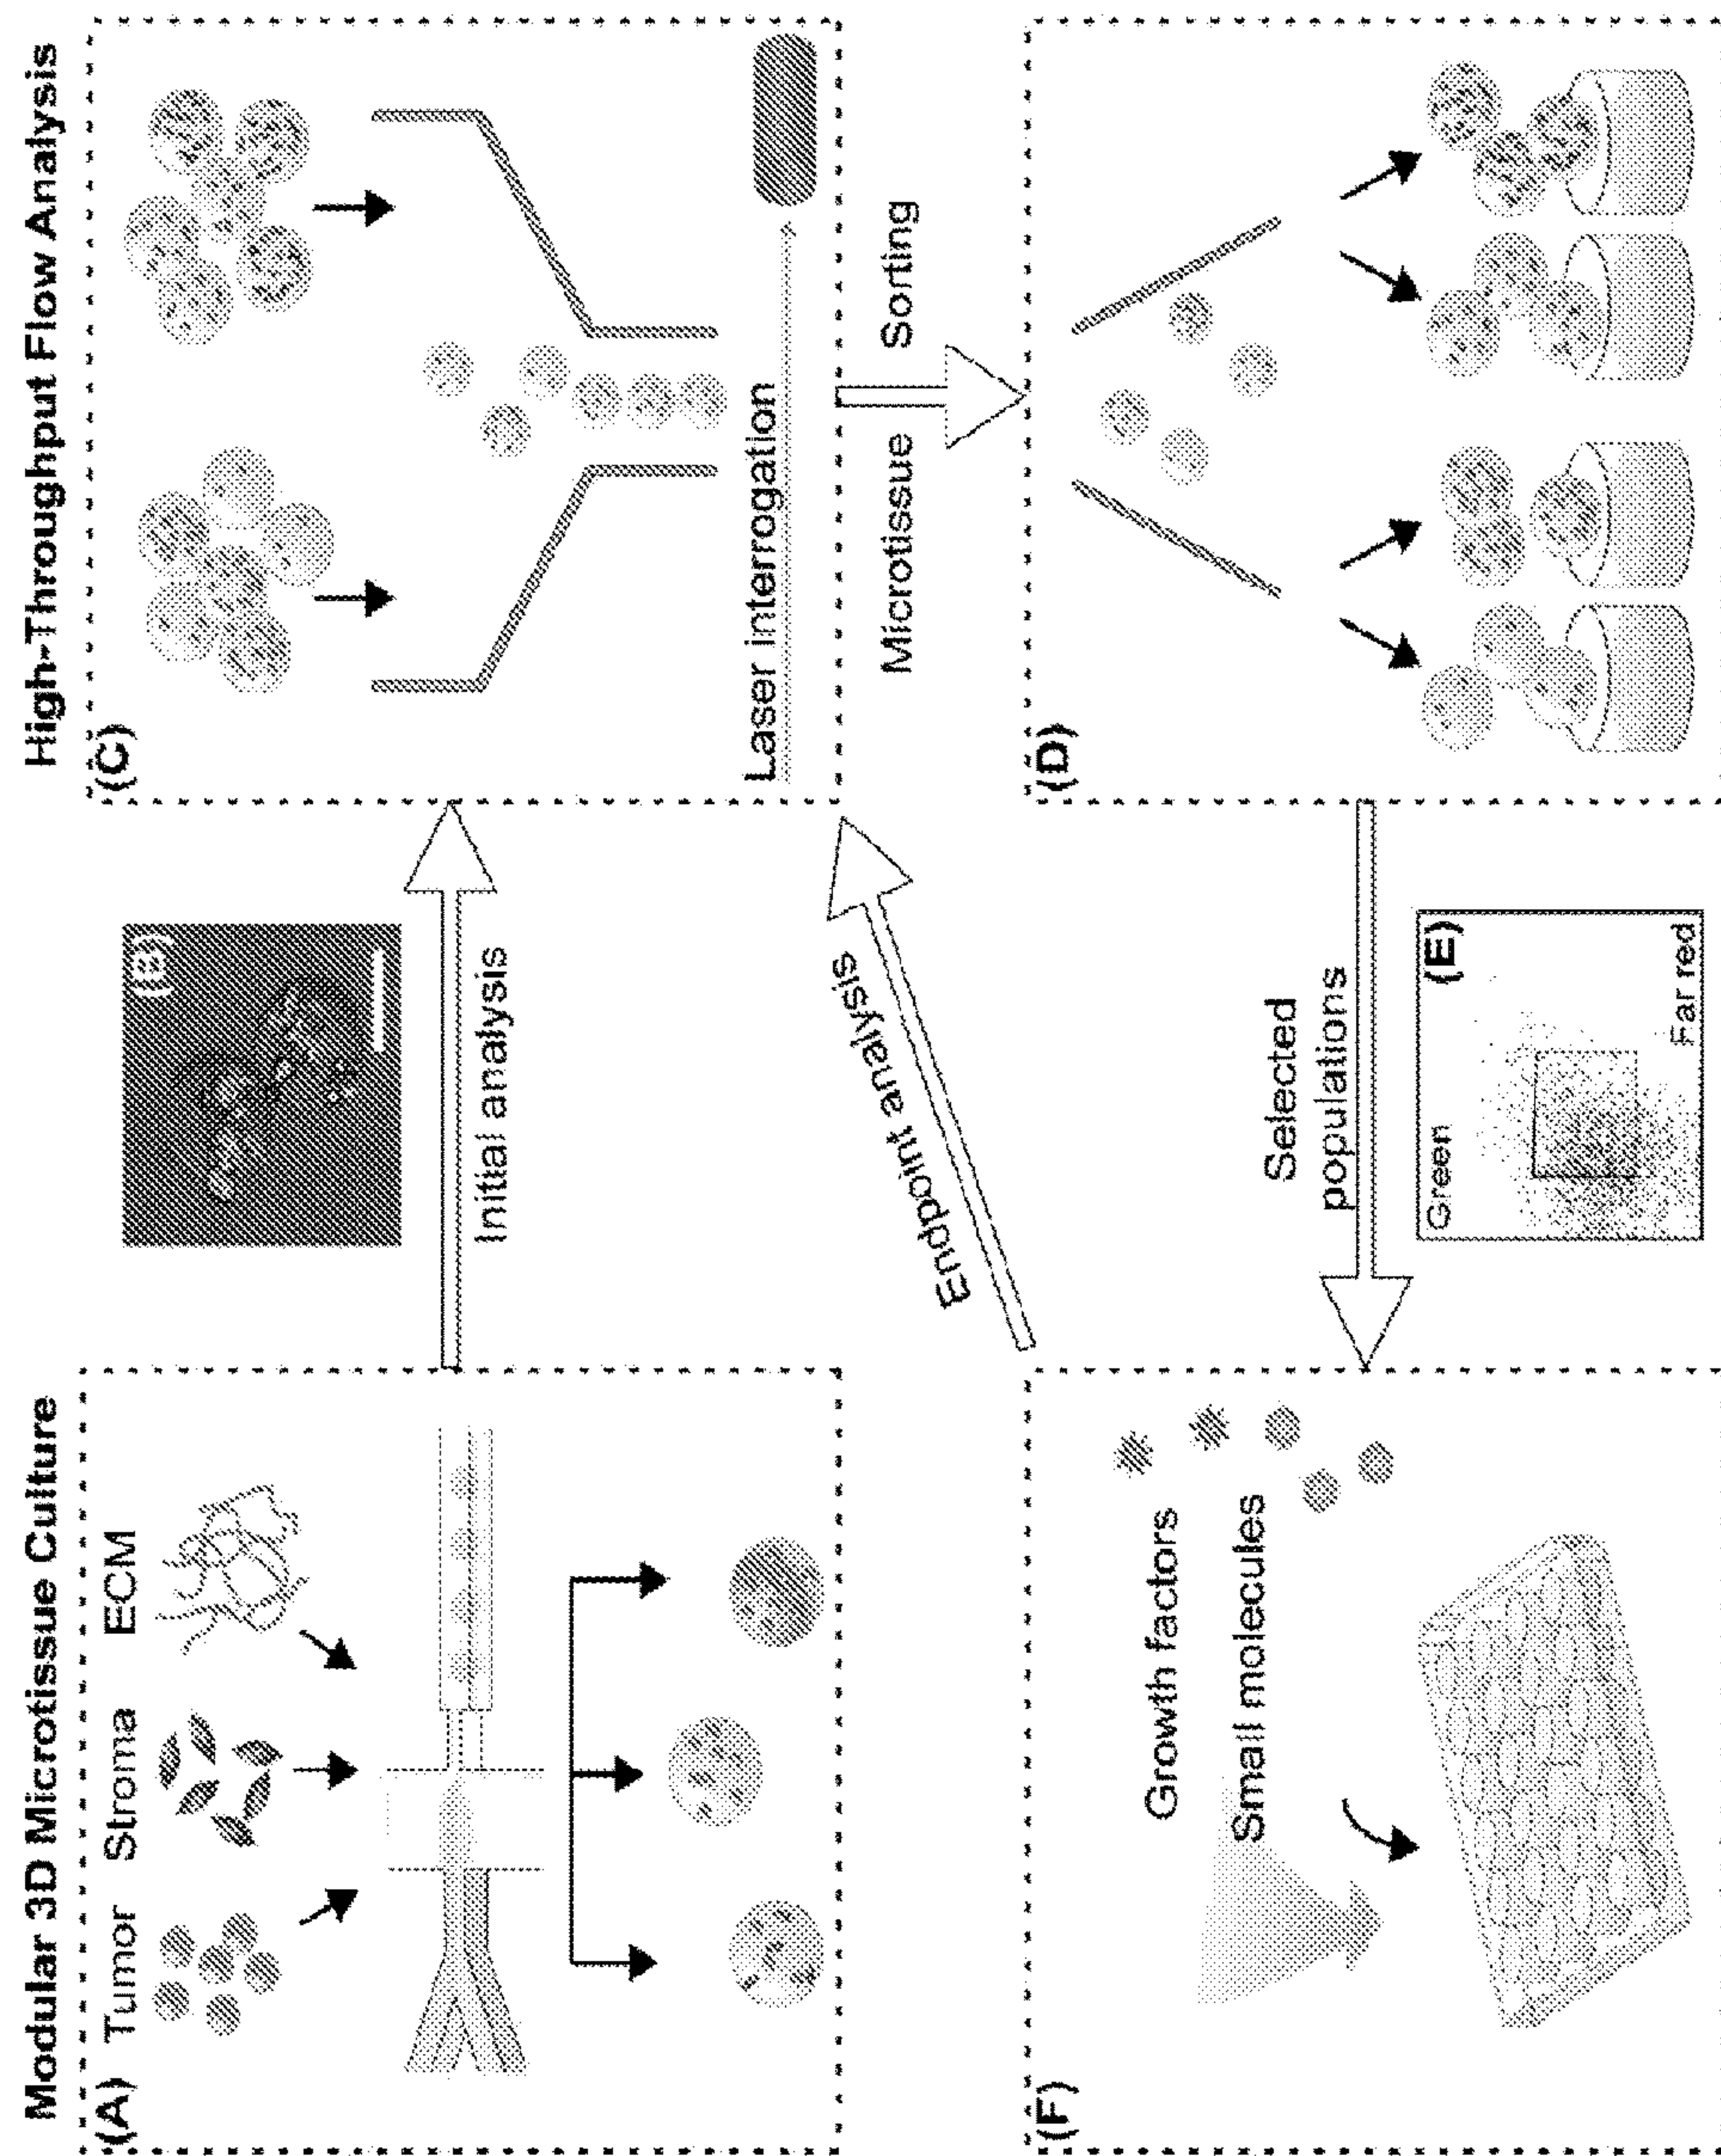 Modular 3D Microtissue Culture
High-Throughput Flow Analysis
(A) Tumor Stroma ECM
(B)
Initial analysis
(C)
Laser interrogation
Microtissue Sorting
Endpoint analysis
(D)
Selected
populations
(E)
Green
Far red
(F)
Growth factors
Small molecules